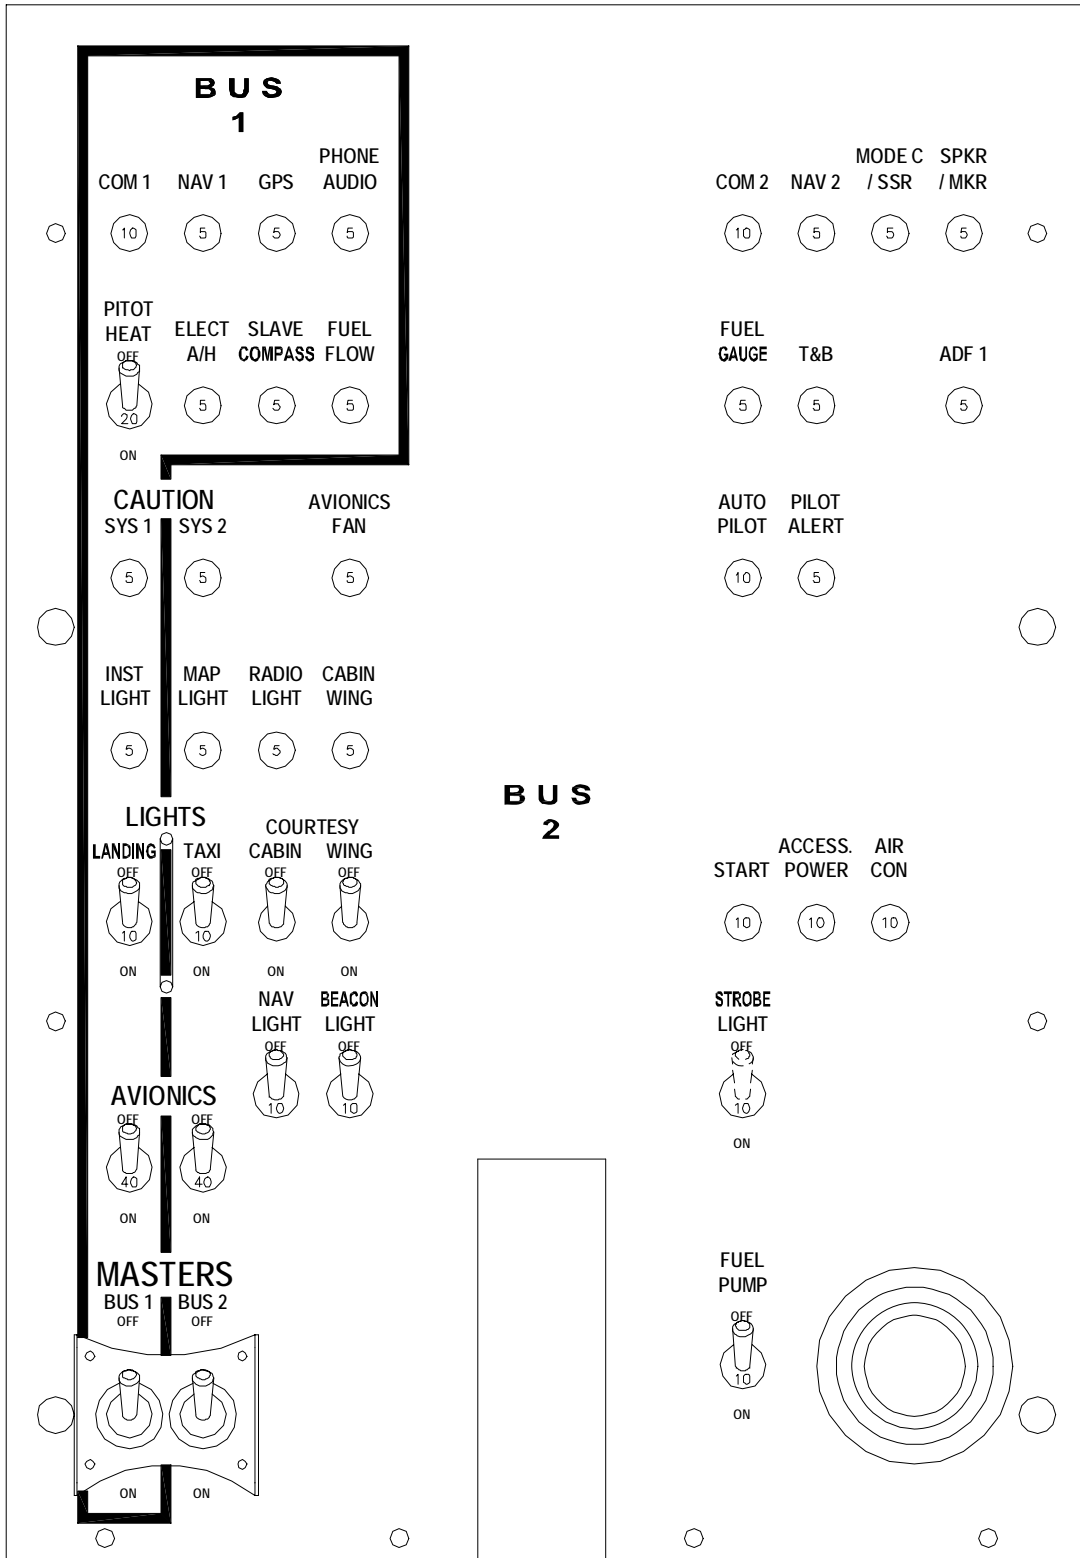 BUS
1
PHONE
COM 1 NAV 1 GPS AUDIO
10 5 5 5
MODE C SPKR
COM 2 NAV 2 / SSR / MKR
10 5 5 5
PITOT
HEAT
OFF
20
ON
ELECT SLAVE FUEL
A/H COMPASS FLOW
5 5 5
FUEL
GAUGE T&B ADF 1
5 5 5
CAUTION
SYS 1 SYS 2
5 5
AVIONICS
FAN
5
AUTO PILOT
PILOT ALERT
10 5
INST MAP RADIO CABIN
LIGHT LIGHT LIGHT WING
5 5 5 5
BUS
2
LIGHTS
LANDING TAXI
OFF OFF
10 10
ON ON
COURTESY
CABIN WING
OFF OFF
ON ON
ACCESS. AIR
START POWER CON
10 10 10
NAV BEACON
LIGHT LIGHT
OFF OFF
10 10
STROBE
LIGHT
OFF
10
ON
AVIONICS
OFF OFF
40 40
ON ON
MASTERS
BUS 1 BUS 2
OFF OFF
ON ON
FUEL
PUMP
OFF
10
ON